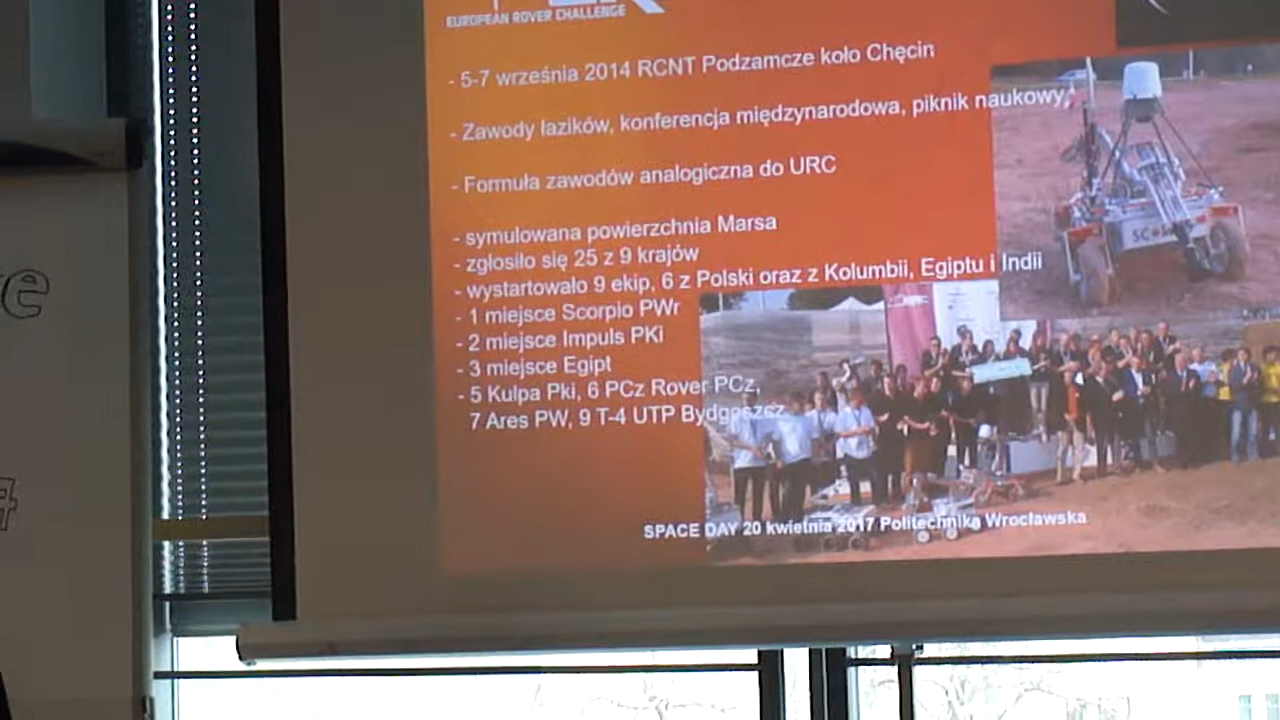 EUROPEAN ROVER CHALLENGE
- 5-7 września 2014 RCNT Podzamcze koło Chęcin
- Zawody łazików, konferencja międzynarodowa, piknik naukowy,
- Formuła zawodów analogiczna do URC
- symulowana powierzchnia Marsa
- zgłosiło się 25 z 9 krajów
- wystartowało 9 ekip, 6 z Polski oraz z Kolumbii, Egiptu i Indii
- 1 miejsce Scorpio PWr
- 2 miejsce Impuls PKi
- 3 miejsce Egipt
- 5 Kulpa Pki, 6 PCz Rover PCz,
7 Ares PW, 9 T-4 UTP Bydgoszcz
SPACE DAY 20 kwietnia 2017 Politechnika Wrocławska